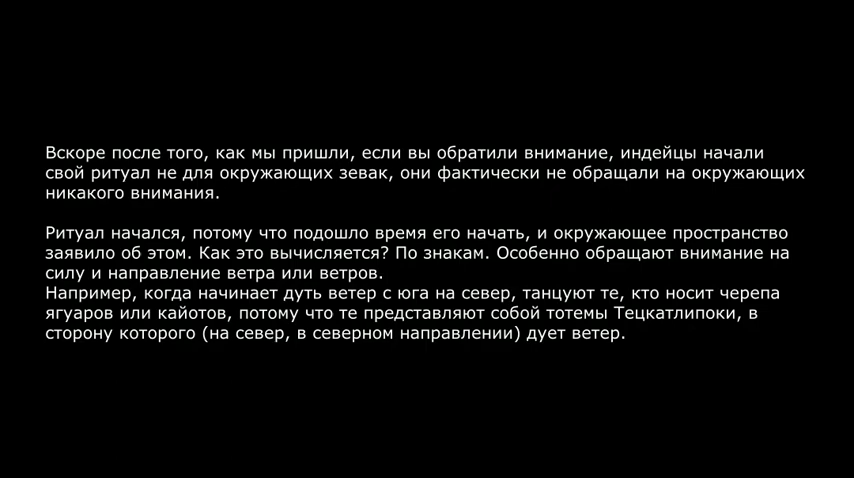 Вскоре после того, как мы пришли, если вы обратили внимание, индейцы начали
свой ритуал не для окружающих зевак, они фактически не обращали на окружающих
никакого внимания.
Ритуал начался, потому что подошло время его начать, и окружающее пространство
заявило об этом. Как это вычисляется? По знакам. Особенно обращают внимание на
силу и направление ветра или ветров.
Например, когда начинает дуть ветер с юга на север, танцуют те, кто носит черепа
ягуаров или кайотов, потому что те представляют собой тотемы Тецкатлипоки, в
сторону которого (на север, в северном направлении) дует ветер.